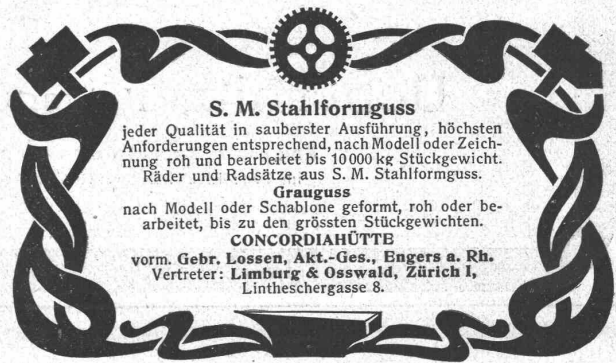 S. M. Stahlformguss
jeder Qualität in sauberster Ausführung, höchsten
Anforderungen entsprechend, nach Modell oder Zeich-
nung roh und bearbeitet bis 10000 kg Stückgewicht.
Räder und Radsätze aus S. M. Stahlformguss.
Grauguss
nach Modell oder Schablone geformt, roh oder be-
arbeitet, bis zu den grössten Stückgewichten.
CONCORDIAHÜTTE
vorm. Gebr. Lossen, Akt.-Ges., Engers a. Rh.
Vertreter: Limburg & Osswald, Zürich I,
Lintheschergasse 8.